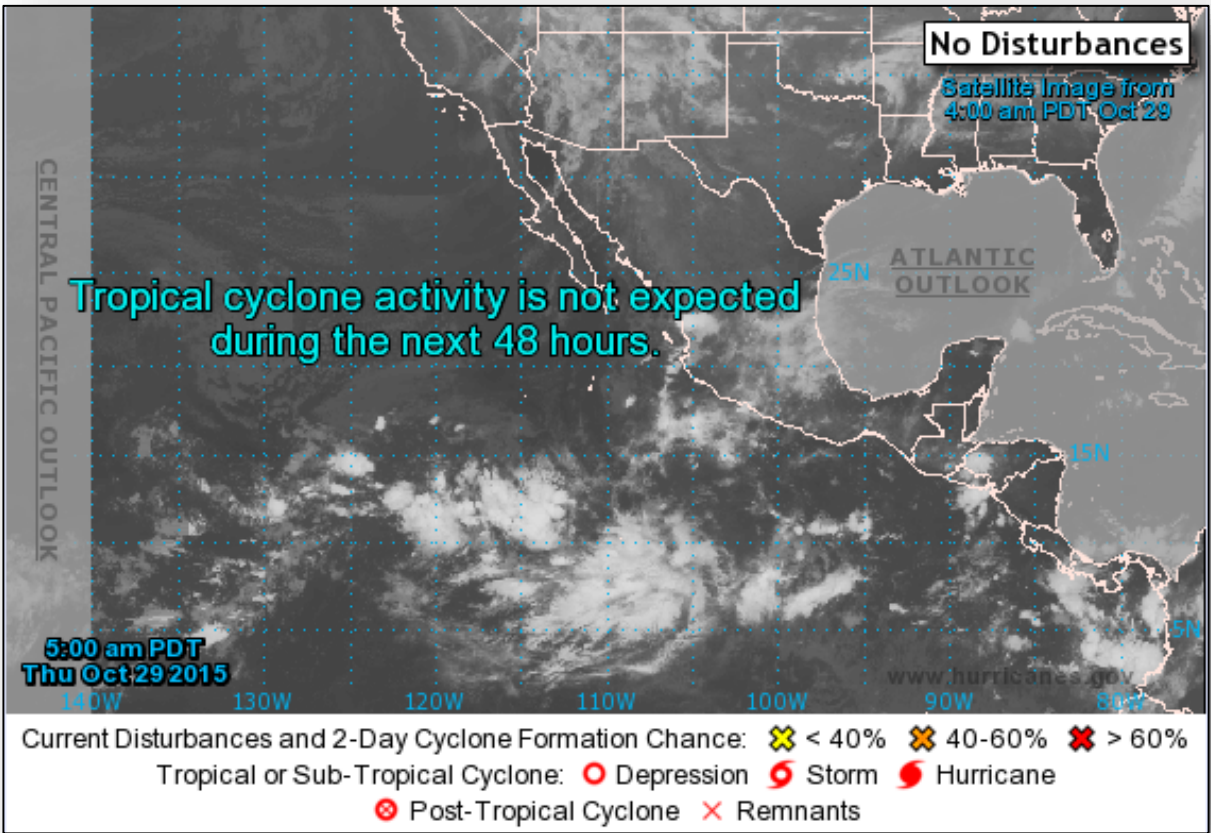 No Disturbances
Satellite Image from
4:00 am PDT Oct 29
CENTRAL PACIFIC OUTLOOK
ATLANTIC
OUTLOOK
25N
Tropical cyclone activity is not expected
during the next 48 hours.
15N
5N
5:00 am PDT
Thu Oct 29 2015
www.hurricanes.gov
140W 130W 120W 110W 100W 90W 80W
Current Disturbances and 2-Day Cyclone Formation Chance: < 40% 40-60% > 60%
Tropical or Sub-Tropical Cyclone: Depression Storm Hurricane
Post-Tropical Cyclone Remnants